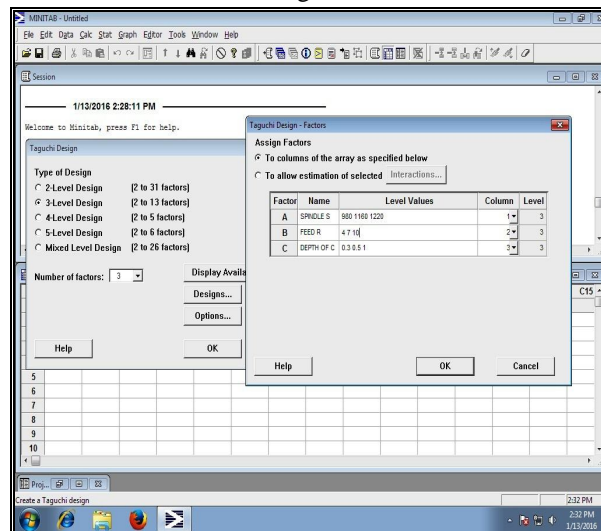 MINITAB - Untitled
File Edit Data Calc Stat Graph Editor Tools Window Help
Session
1/13/2016 2:28:11 PM
Welcome to Minitab, press F1 for help.
Taguchi Design
Type of Design
2-Level Design (2 to 31 factors)
3-Level Design (2 to 13 factors)
4-Level Design (2 to 5 factors)
5-Level Design (2 to 6 factors)
Mixed Level Design (2 to 26 factors)
Number of factors: 3
Display Availa
Designs...
Options...
Help OK
Taguchi Design - Factors
Assign Factors
To columns of the array as specified below
To allow estimation of selected Interactions...
Factor Name Level Values Column Level
A SPINDLE S 980 1160 1220 1 3
B FEED R 4 7 10 2 3
C DEPTH OF C 0.3 0.5 1 3 3
Help OK Cancel
C15
5
6
7
8
9
10
Proj...
Create a Taguchi design 2:32 PM
2:32 PM
1/13/2016